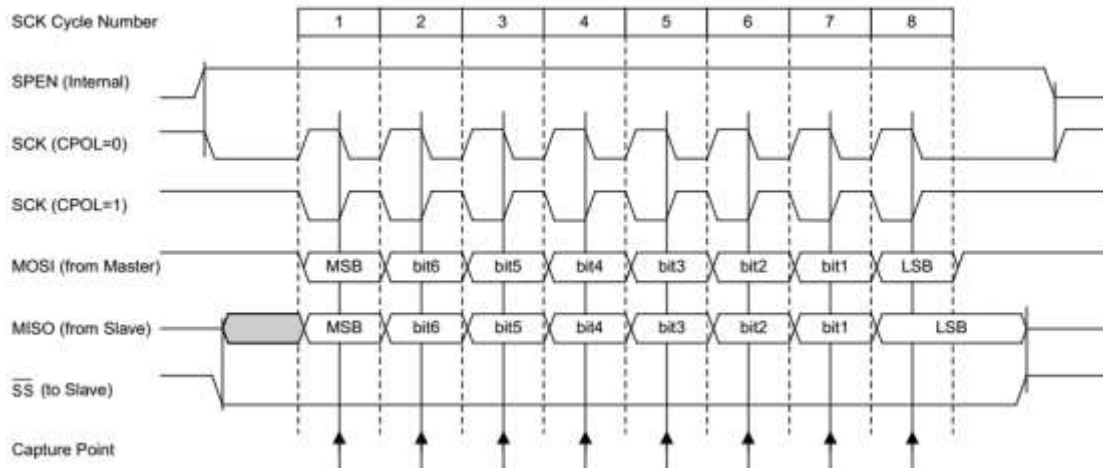 SCK Cycle Number 1 2 3 4 5 6 7 8
SPEN (Internal)
SCK (CPOL=0)
SCK (CPOL=1)
MOSI (from Master) MSB bit6 bit5 bit4 bit3 bit2 bit1 LSB
MISO (from Slave) MSB bit6 bit5 bit4 bit3 bit2 bit1 LSB
S̅S̅ (to Slave)
Capture Point